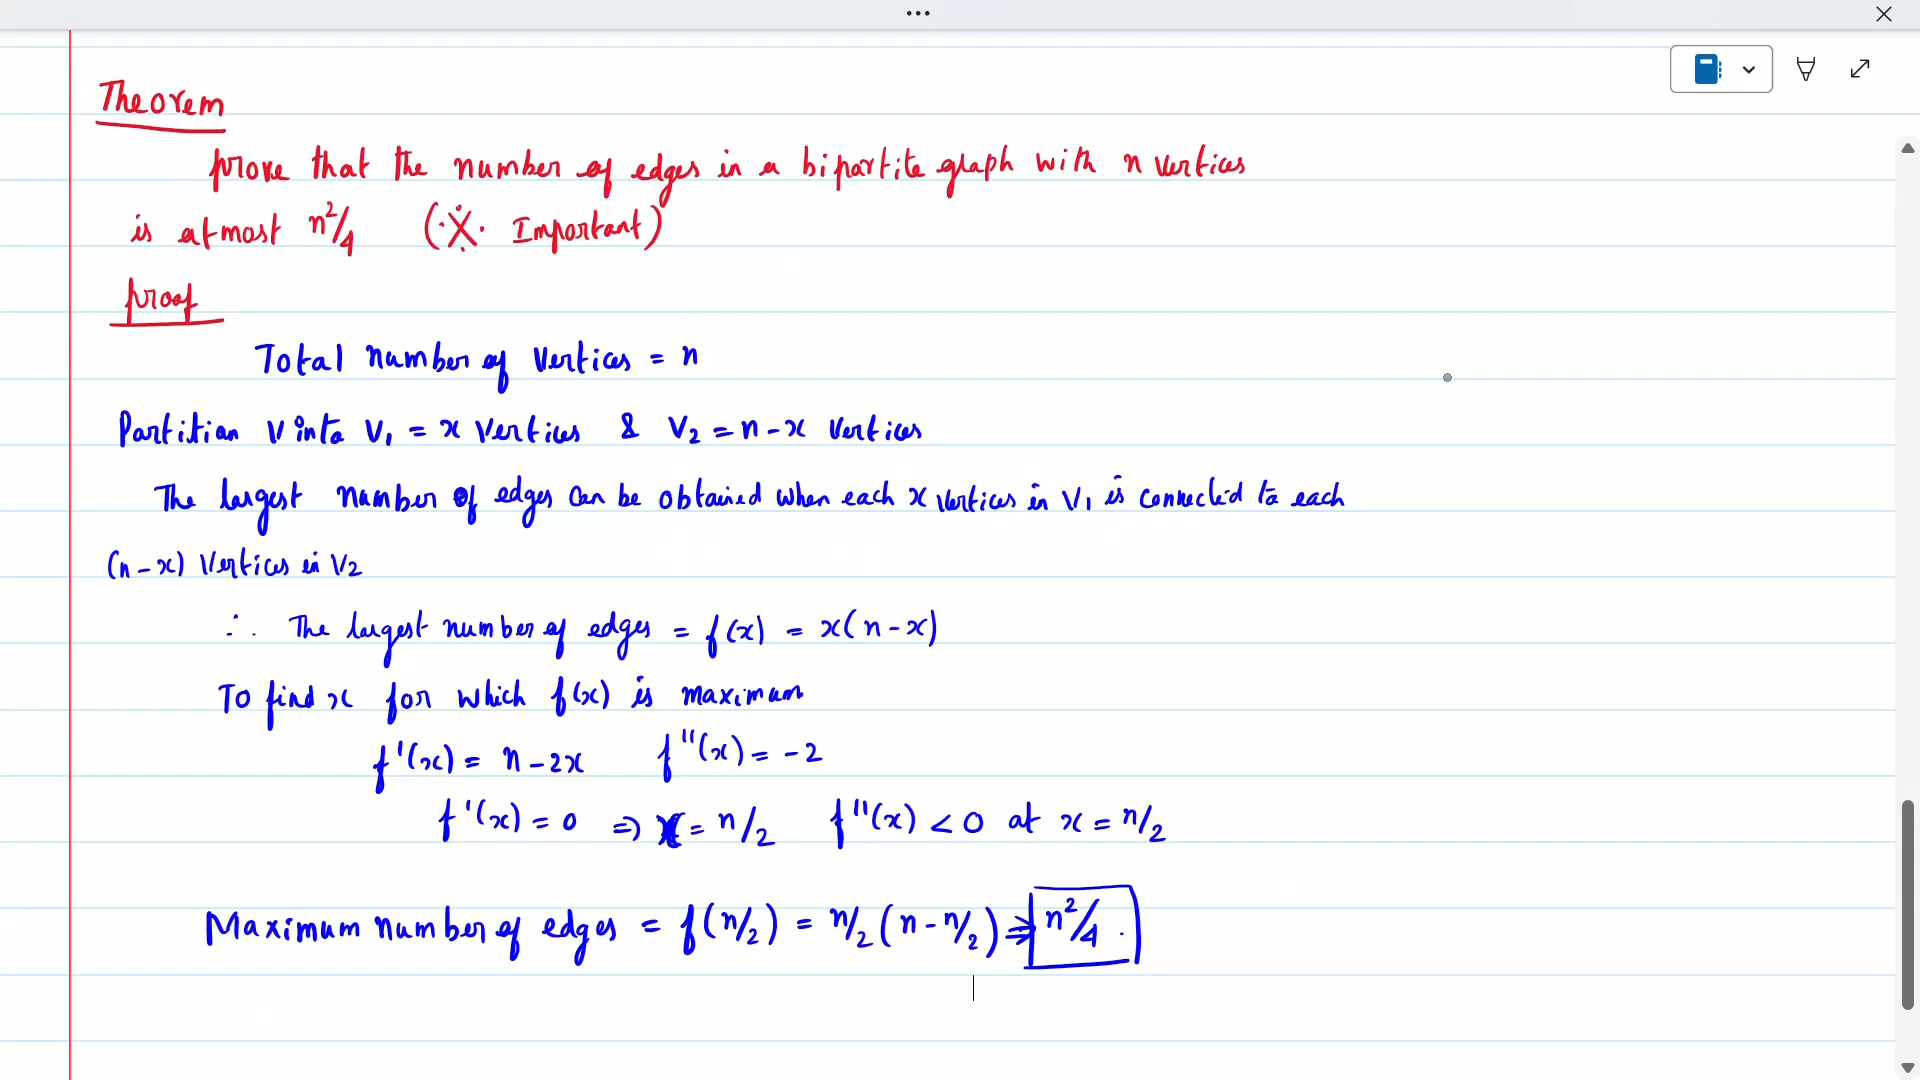 Theorem
prove that the number of edges in a bipartite graph with n vertices
is atmost n²/4 (※ Important)
proof
Total number of vertices = n
Partition V into V₁ = x vertices & V₂ = n-x vertices
The largest number of edges can be obtained when each x vertices in V₁ is connected to each
(n-x) vertices in V₂
∴ The largest number of edges = f(x) = x(n-x)
To find x for which f(x) is maximum
f'(x) = n-2x f''(x) = -2
f'(x) = 0 ⇒ x = n/2 f''(x) < 0 at x = n/2
Maximum number of edges = f(n/2) = n/2 (n - n/2) ⇒ n²/4.